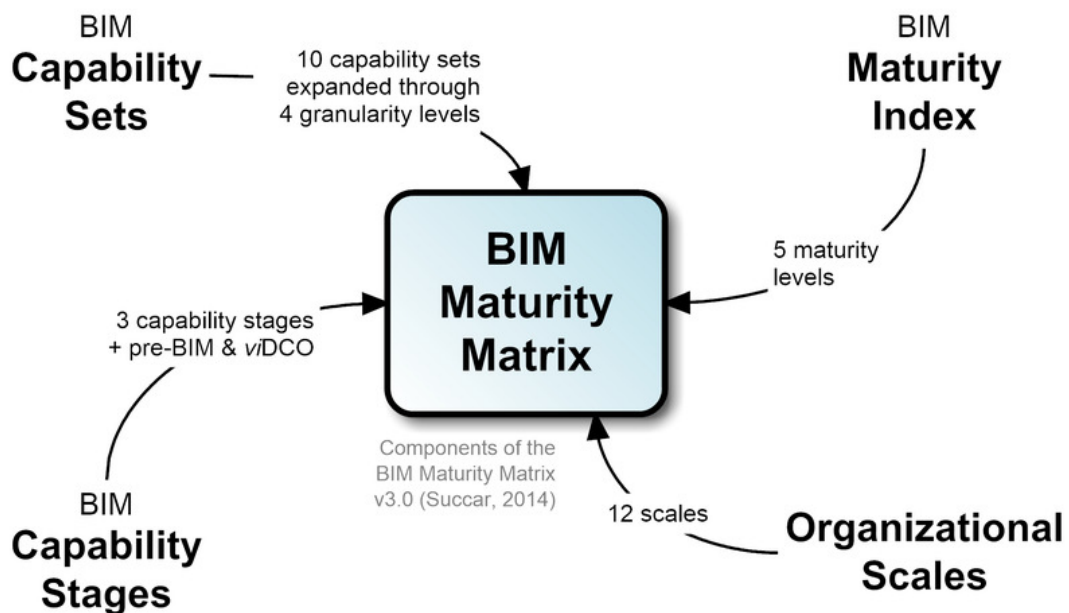 BIM
Capability
Sets
10 capability sets
expanded through
4 granularity levels
BIM
Maturity
Index
5 maturity
levels
BIM
Maturity
Matrix
3 capability stages
+ pre-BIM & viDCO
BIM
Capability
Stages
Components of the
BIM Maturity Matrix
v3.0 (Succar, 2014)
12 scales
Organizational
Scales